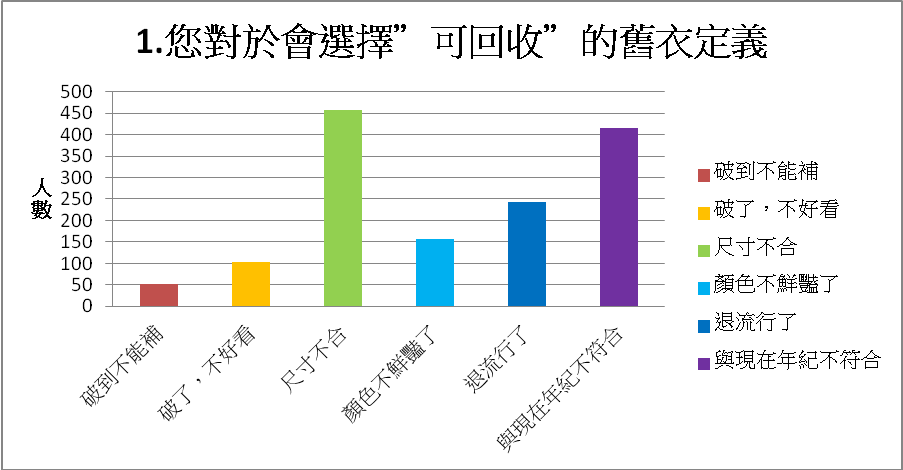 1.您對於會選擇”可回收”的舊衣定義
500
450
400
350
300
250
200
150
100
50
0
人數
破到不能補
破了，不好看
尺寸不合
顏色不鮮豔了
退流行了
與現在年紀不符合
破到不能補
破了，不好看
尺寸不合
顏色不鮮豔了
退流行了
與現在年紀不符合